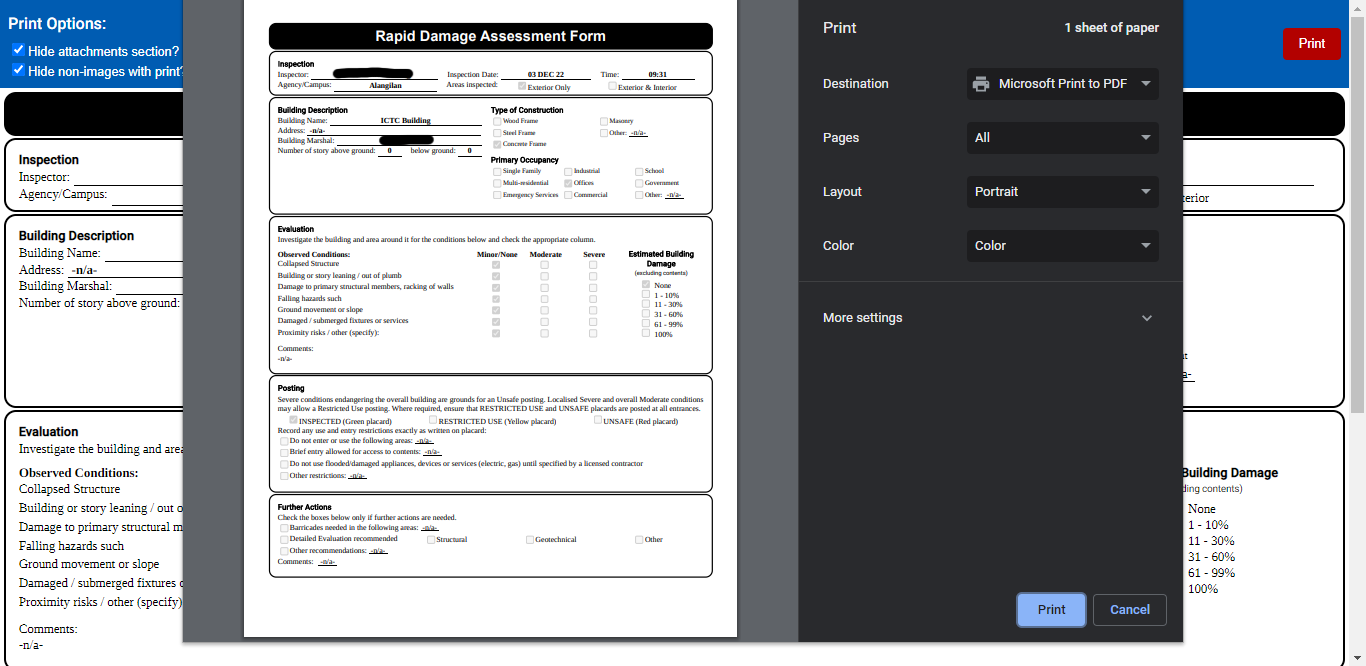 Print Options:
Hide attachments section?
Hide non-images with print?
Print
Inspection
Inspector:
Agency/Campus:
terior
Building Description
Building Name:
Address: -n/a-
Building Marshal:
Number of story above ground:
a-
Evaluation
Investigate the building and area
Observed Conditions:
Collapsed Structure
Building or story leaning / out o
Damage to primary structural m
Falling hazards such
Ground movement or slope
Damaged / submerged fixtures o
Proximity risks / other (specify)
Comments:
-n/a-
Building Damage
ding contents)
None
1 - 10%
11 - 30%
31 - 60%
61 - 99%
100%
Rapid Damage Assessment Form
Inspection
Inspector: Inspection Date: 03 DEC 22 Time: 09:31
Agency/Campus: Alangilan Areas inspected: Exterior Only Exterior & Interior
Building Description
Building Name: ICTC Building
Address: -n/a-
Building Marshal:
Number of story above ground: 0 below ground: 0
Type of Construction
Wood Frame Masonry
Steel Frame Other: -n/a-
Concrete Frame
Primary Occupancy
Single Family Industrial School
Multi-residential Offices Government
Emergency Services Commercial Other: -n/a-
Evaluation
Investigate the building and area around it for the conditions below and check the appropriate column.
Observed Conditions: Minor/None Moderate Severe
Collapsed Structure
Building or story leaning / out of plumb
Damage to primary structural members, racking of walls
Falling hazards such
Ground movement or slope
Damaged / submerged fixtures or services
Proximity risks / other (specify):
Comments:
-n/a-
Estimated Building
Damage
(excluding contents)
None
1 - 10%
11 - 30%
31 - 60%
61 - 99%
100%
Posting
Severe conditions endangering the overall building are grounds for an Unsafe posting. Localised Severe and overall Moderate conditions
may allow a Restricted Use posting. Where required, ensure that RESTRICTED USE and UNSAFE placards are posted at all entrances.
INSPECTED (Green placard) RESTRICTED USE (Yellow placard) UNSAFE (Red placard)
Record any use and entry restrictions exactly as written on placard:
Do not enter or use the following areas: -n/a-
Brief entry allowed for access to contents: -n/a-
Do not use flooded/damaged appliances, devices or services (electric, gas) until specified by a licensed contractor
Other restrictions: -n/a-
Further Actions
Check the boxes below only if further actions are needed.
Barricades needed in the following areas: -n/a-
Detailed Evaluation recommended Structural Geotechnical Other
Other recommendations: -n/a-
Comments: -n/a-
Print 1 sheet of paper
Destination Microsoft Print to PDF
Pages All
Layout Portrait
Color Color
More settings
Print Cancel